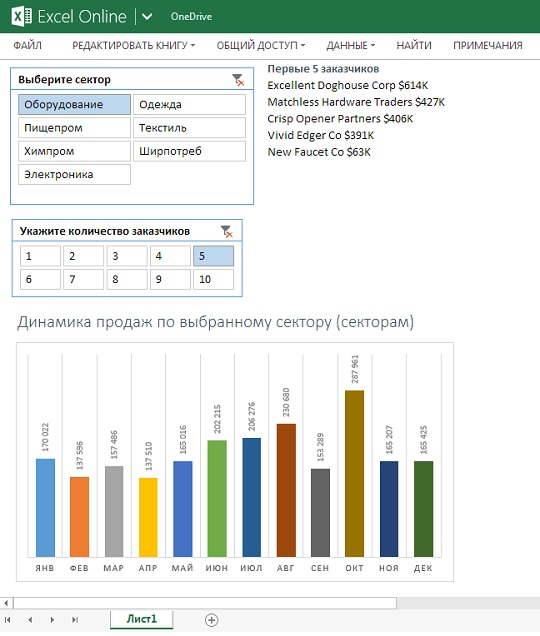 Excel Online
OneDrive
ФАЙЛ РЕДАКТИРОВАТЬ КНИГУ ОБЩИЙ ДОСТУП ДАННЫЕ НАЙТИ ПРИМЕЧАНИЯ
Выберите сектор
Оборудование Одежда
Пищепром Текстиль
Химпром Ширпотреб
Электроника
Первые 5 заказчиков
Excellent Doghouse Corp $614K
Matchless Hardware Traders $427K
Crisp Opener Partners $406K
Vivid Edger Co $391K
New Faucet Co $63K
Укажите количество заказчиков
1 2 3 4 5
6 7 8 9 10
Динамика продаж по выбранному сектору (секторам)
170 022
137 596
157 486
137 510
165 016
202 215
206 276
230 680
153 289
287 961
165 207
165 425
ЯНВ ФЕВ МАР АПР МАЙ ИЮН ИЮЛ АВГ СЕН ОКТ НОЯ ДЕК
Лист1